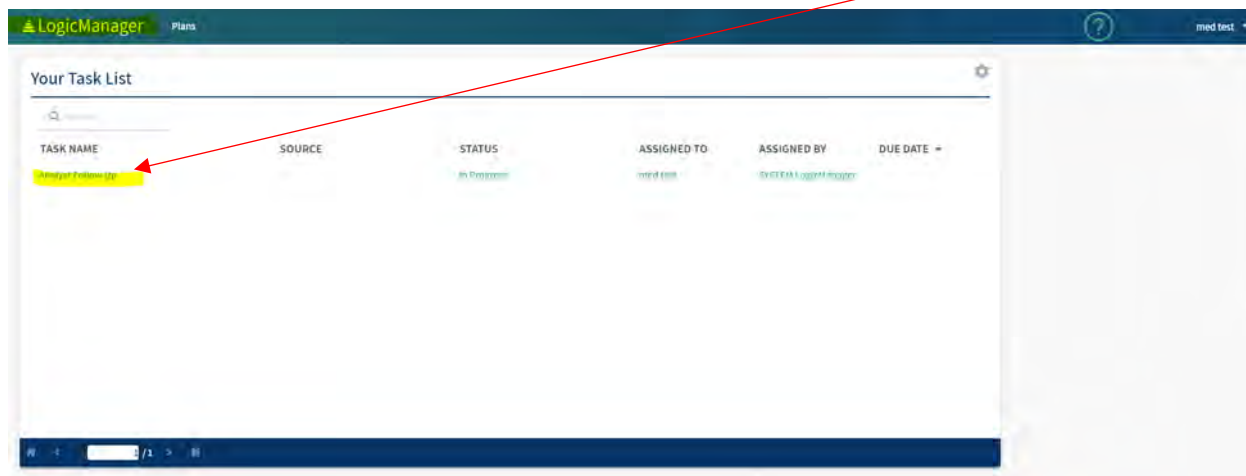 LogicManager Plans ? med test
Your Task List
TASK NAME SOURCE STATUS ASSIGNED TO ASSIGNED BY DUE DATE
Analyst Follow Up In Progress med test SYSTEM LogicManager
1 /1